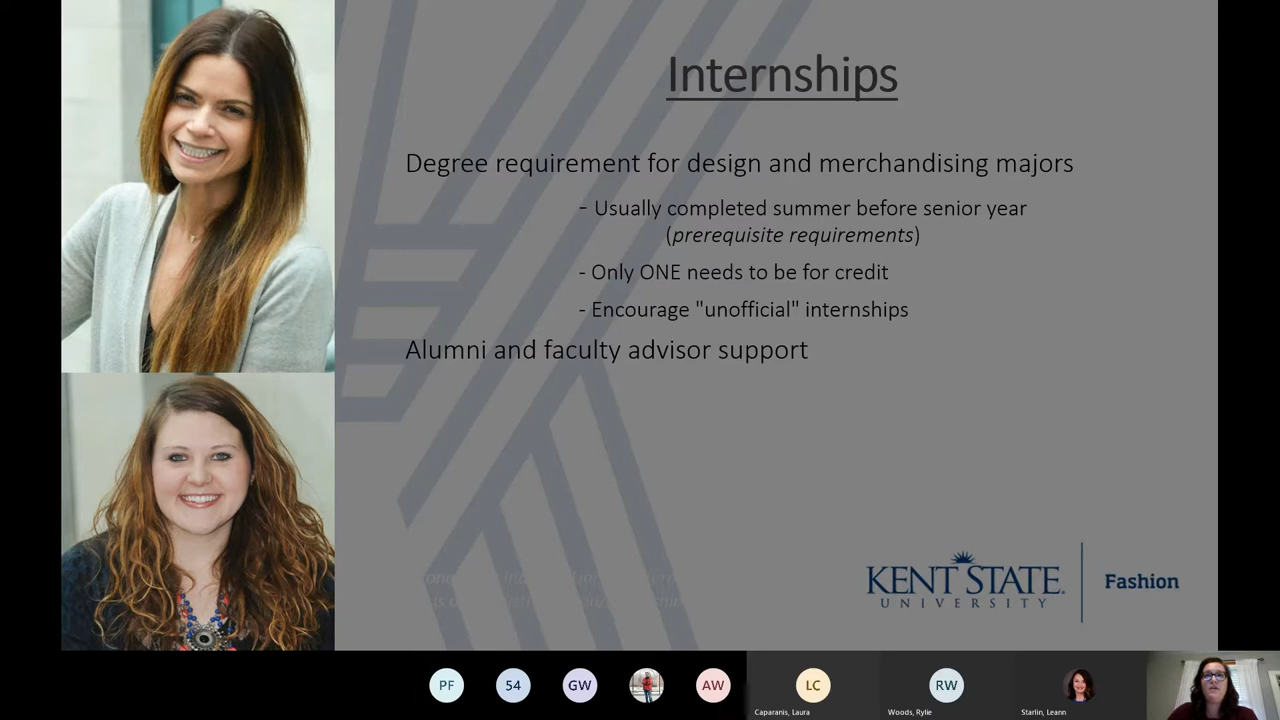 Internships
Degree requirement for design and merchandising majors
- Usually completed summer before senior year
(prerequisite requirements)
- Only ONE needs to be for credit
- Encourage "unofficial" internships
Alumni and faculty advisor support
KENT STATE
UNIVERSITY
Fashion
PF
54
GW
AW
LC
RW
Caparanis, Laura
Woods, Rylie
Starlin, Leann